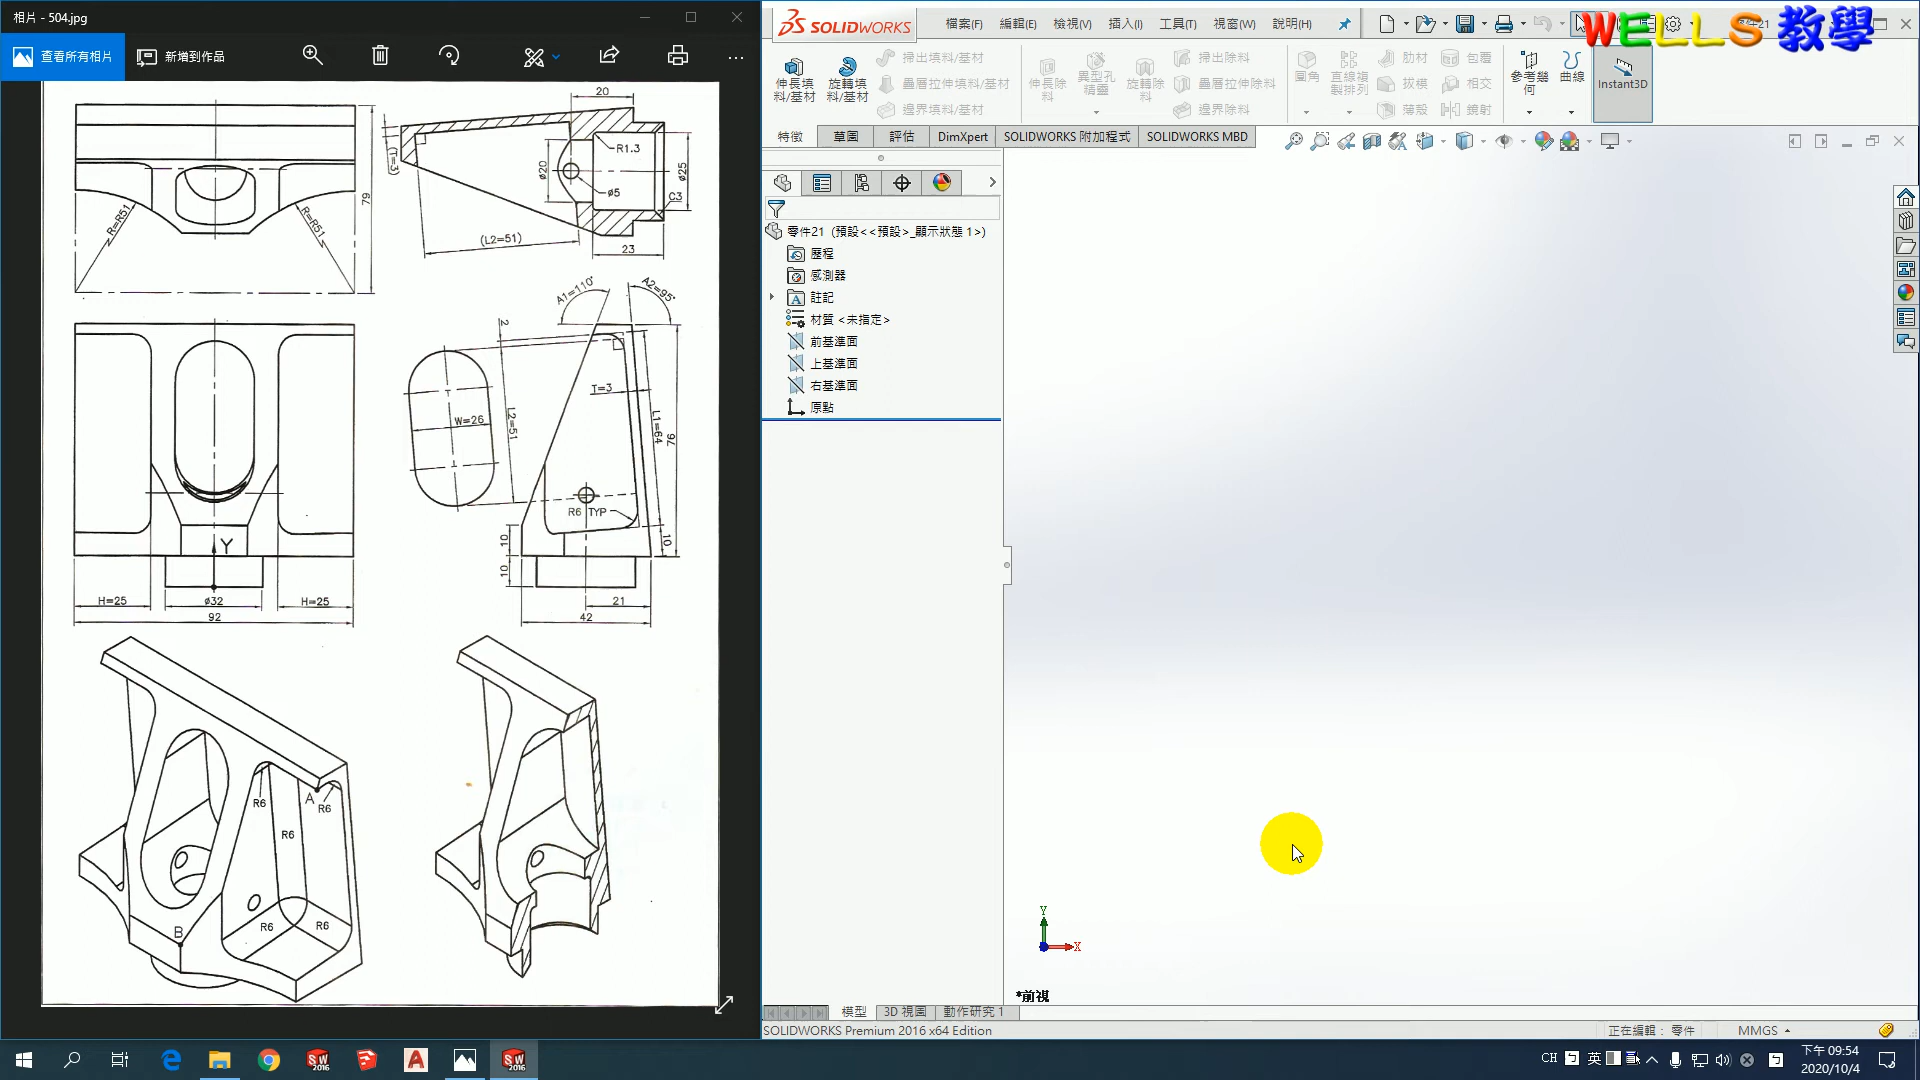 相片 - 504.jpg
查看所有相片
新增到作品
20
R1.3
(T=3)
ø20
ø25
ø5
C3
(L2=51)
23
R=R51
R=R51
79
A1=110°
A2=95°
2
T=3
W=26
L2=51
L1=64
76
R6 TYP
10
10
10
Y
H=25
ø32
H=25
92
21
42
A
R6
R6
R6
B
R6
R6
SOLIDWORKS
檔案(F)
編輯(E)
檢視(V)
插入(I)
工具(T)
視窗(W)
說明(H)
WELLS 教學
伸長填料/基材
旋轉填料/基材
掃出填料/基材
疊層拉伸填料/基材
邊界填料/基材
伸長除料
異型孔精靈
旋轉除料
掃出除料
疊層拉伸除料
邊界除料
圓角
直線複製排列
肋材
拔模
薄殼
包覆
相交
鏡射
參考幾何
曲線
Instant3D
特徵
草圖
評估
DimXpert
SOLIDWORKS 附加程式
SOLIDWORKS MBD
零件21 (預設<<預設>_顯示狀態 1>)
歷程
感測器
註記
材質 <未指定>
前基準面
上基準面
右基準面
原點
Y
X
*前視
模型
3D 視圖
動作研究 1
SOLIDWORKS Premium 2016 x64 Edition
正在編輯： 零件
MMGS
CH
英
下午 09:54
2020/10/4